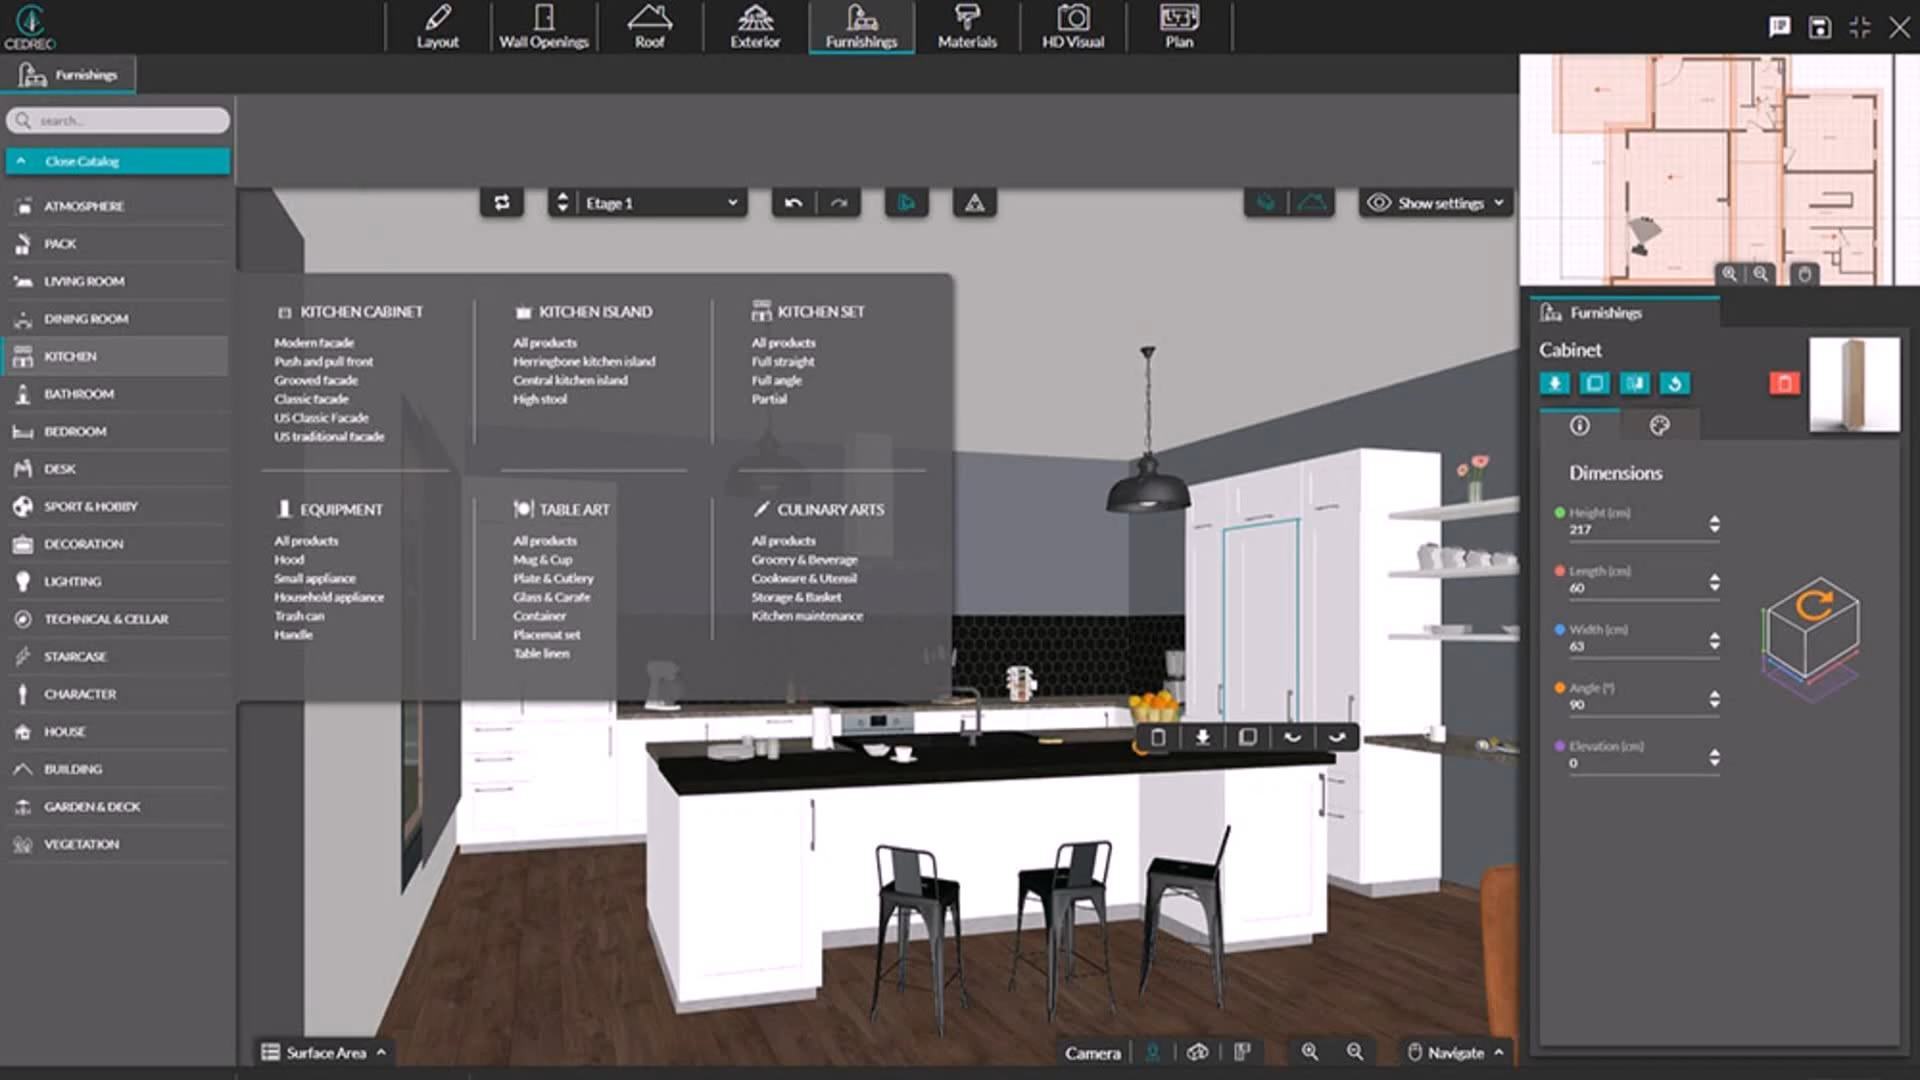 CEDREO
Layout
Wall Openings
Roof
Exterior
Furnishings
Materials
HD Visual
Plan
Furnishings
search...
Close Catalog
Etage 1
Show settings
ATMOSPHERE
PACK
LIVING ROOM
DINING ROOM
KITCHEN
BATHROOM
BEDROOM
DESK
SPORT & HOBBY
DECORATION
LIGHTING
TECHNICAL & CELLAR
STAIRCASE
CHARACTER
HOUSE
BUILDING
GARDEN & DECK
VEGETATION
KITCHEN CABINET
Modern facade
Push and pull front
Grooved facade
Classic facade
US Classic Facade
US traditional facade
KITCHEN ISLAND
All products
Herringbone kitchen island
Central kitchen island
High stool
KITCHEN SET
All products
Full straight
Full angle
Partial
EQUIPMENT
All products
Hood
Small appliance
Household appliance
Trash can
Handle
TABLE ART
All products
Mug & Cup
Plate & Cutlery
Glass & Carafe
Container
Placemat set
Table linen
CULINARY ARTS
All products
Grocery & Beverage
Cookware & Utensil
Storage & Basket
Kitchen maintenance
Furnishings
Cabinet
Dimensions
Height (cm)
217
Length (cm)
60
Width (cm)
63
Angle (°)
90
Elevation (cm)
0
Surface Area
Camera
Navigate